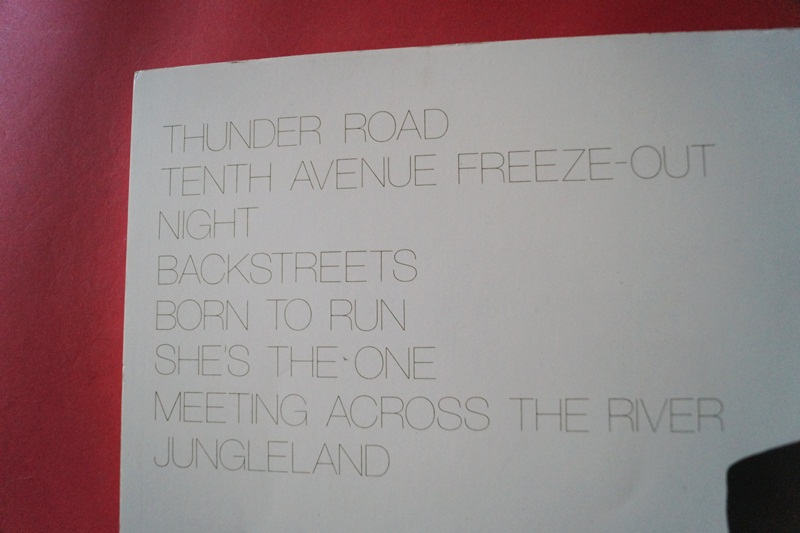 THUNDER ROAD
TENTH AVENUE FREEZE-OUT
NIGHT
BACKSTREETS
BORN TO RUN
SHE'S THE ONE
MEETING ACROSS THE RIVER
JUNGLELAND